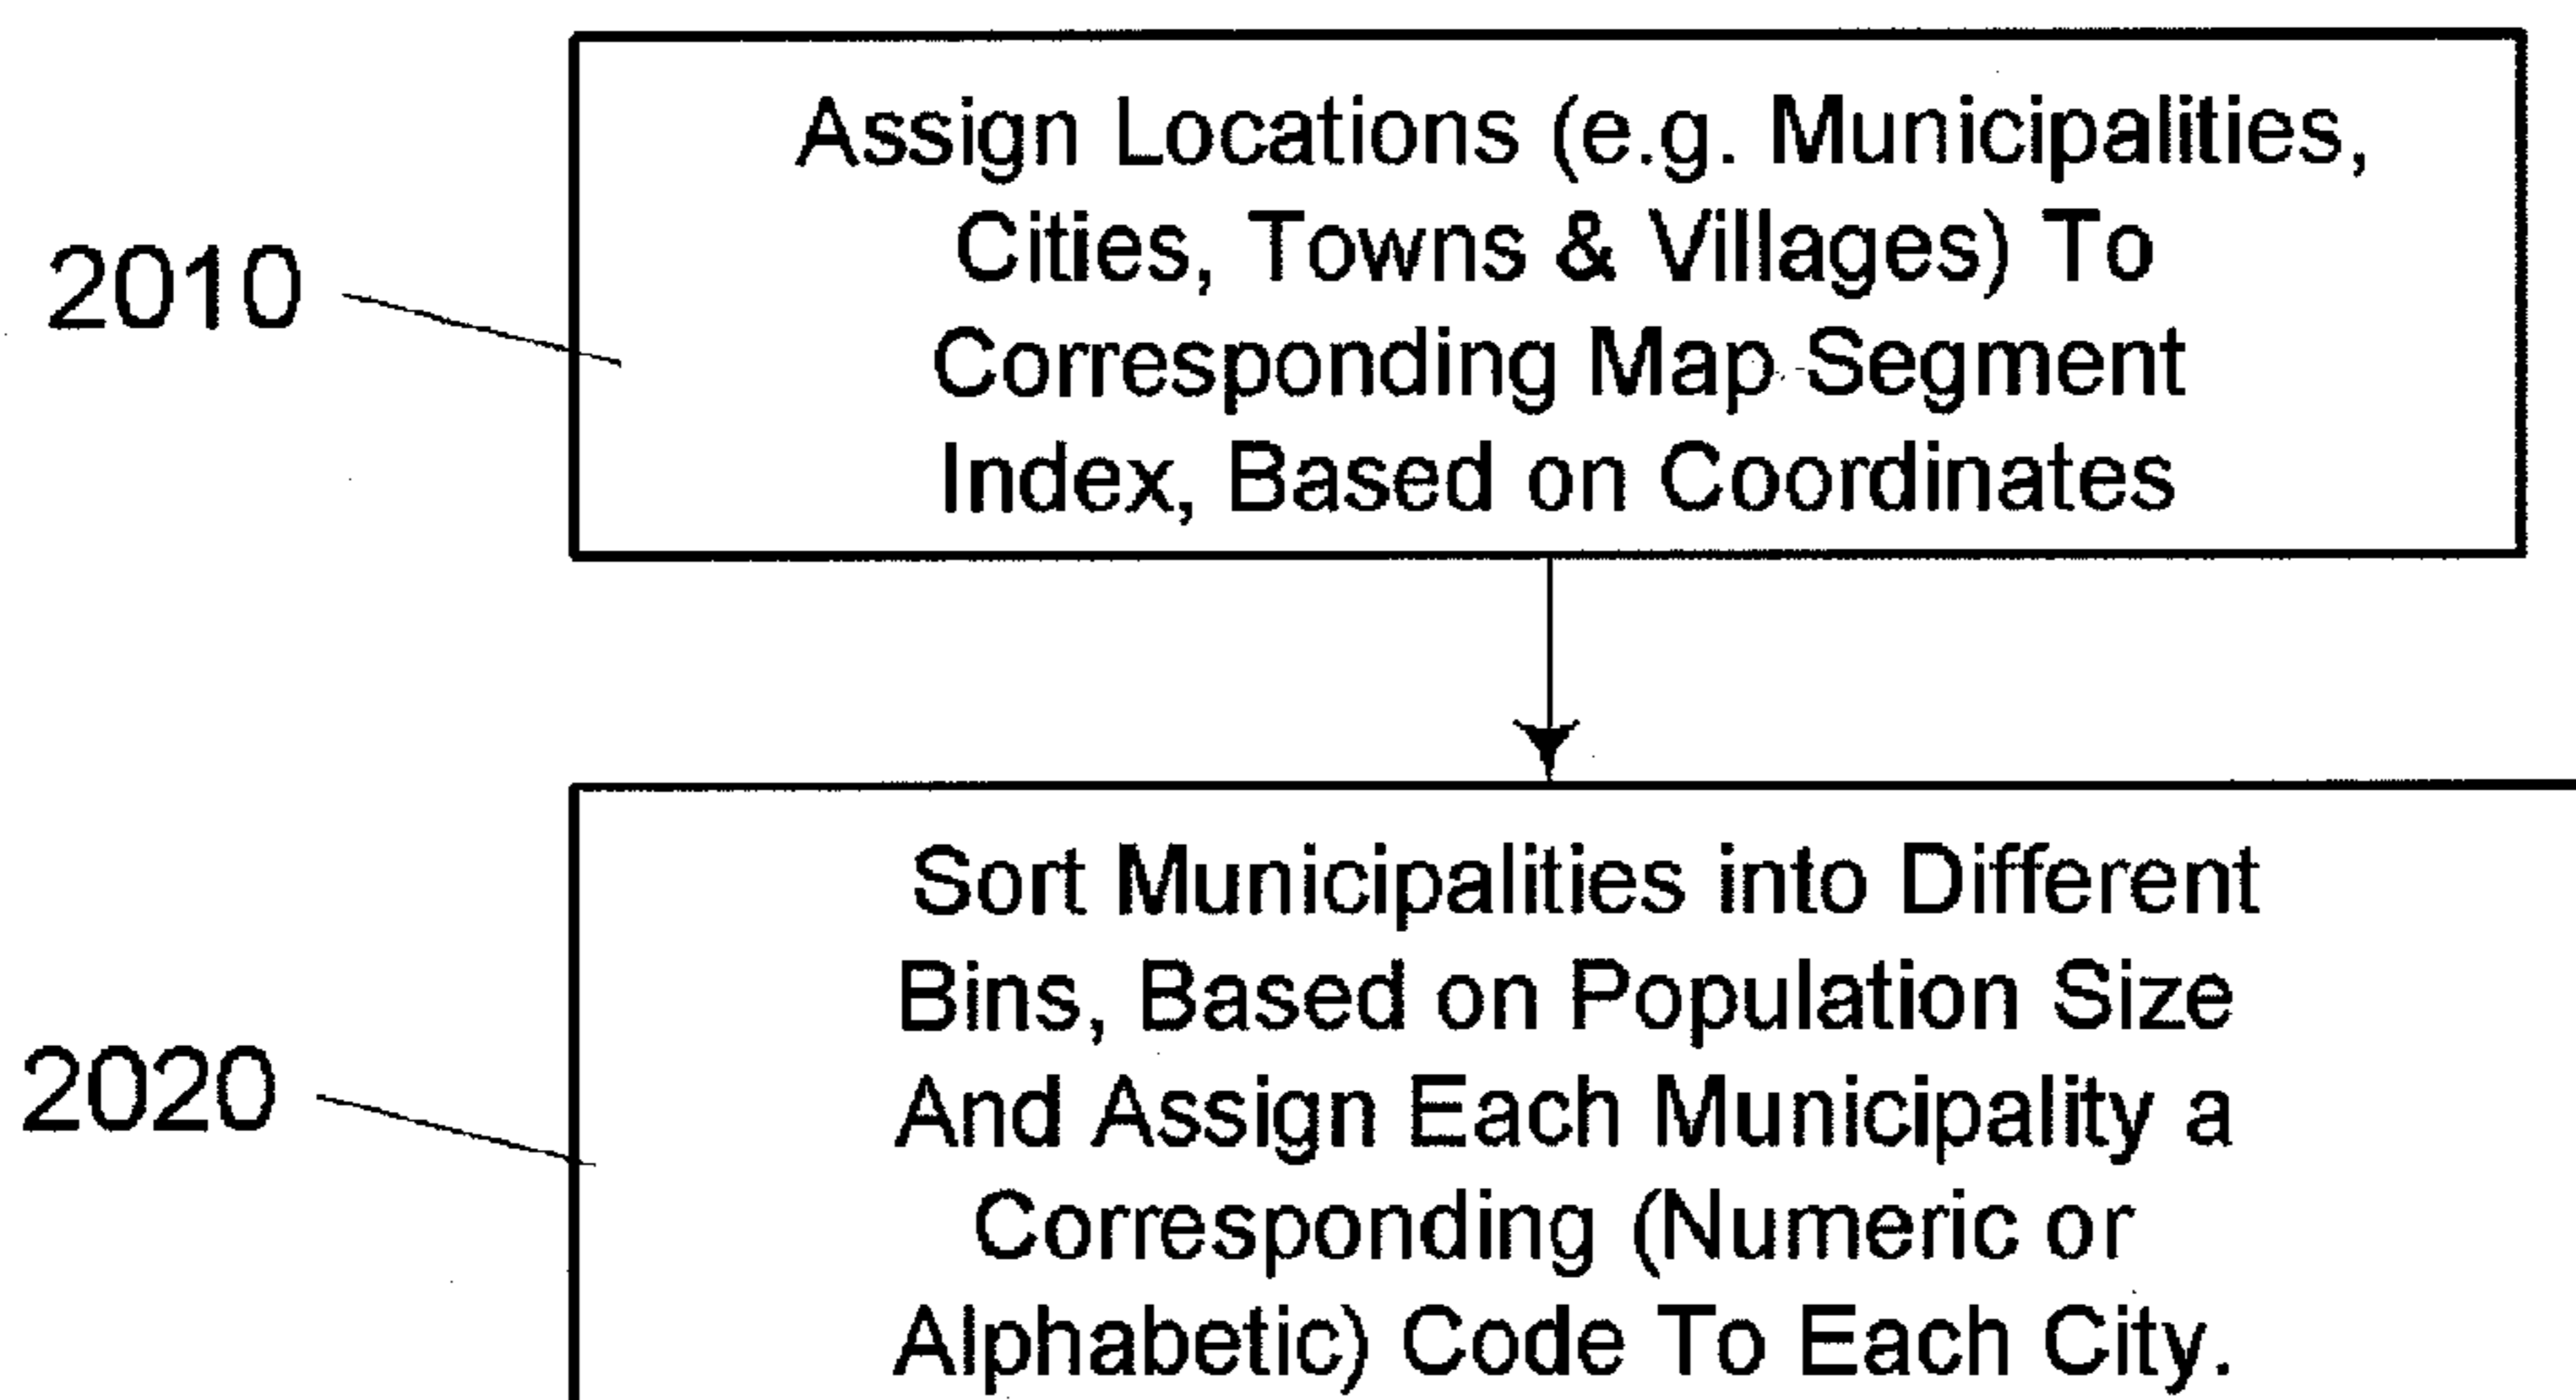 Assign Locations (e.g. Municipalities,
Cities, Towns & Villages) To
2010
Corresponding Map Segment
Index, Based on Coordinates
Sort Municipalities into Different
Bins, Based on Population Size
2020
And Assign Each Municipality a
Corresponding (Numeric or
Alphabetic) Code To Each City.